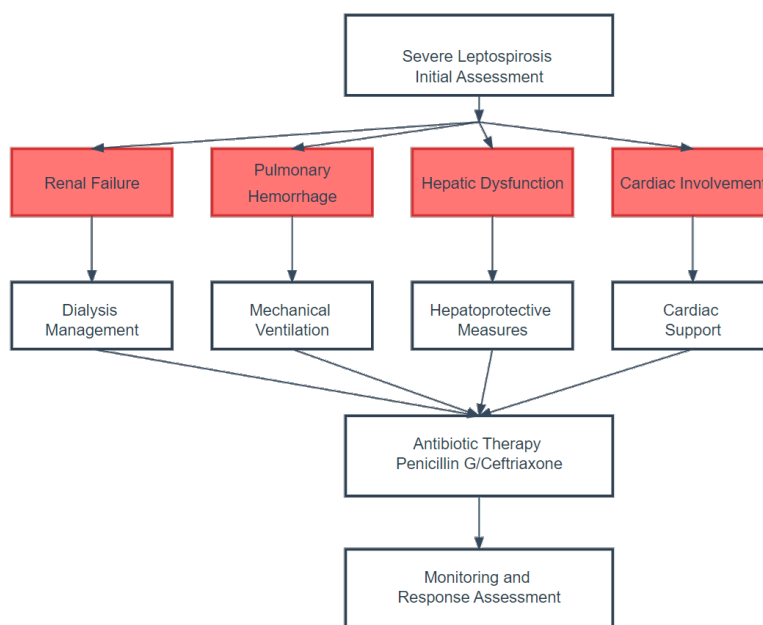 Severe Leptospirosis
Initial Assessment
Renal Failure
Pulmonary
Hemorrhage
Hepatic Dysfunction
Cardiac Involvement
Dialysis
Management
Mechanical
Ventilation
Hepatoprotective
Measures
Cardiac
Support
Antibiotic Therapy
Penicillin G/Ceftriaxone
Monitoring and
Response Assessment